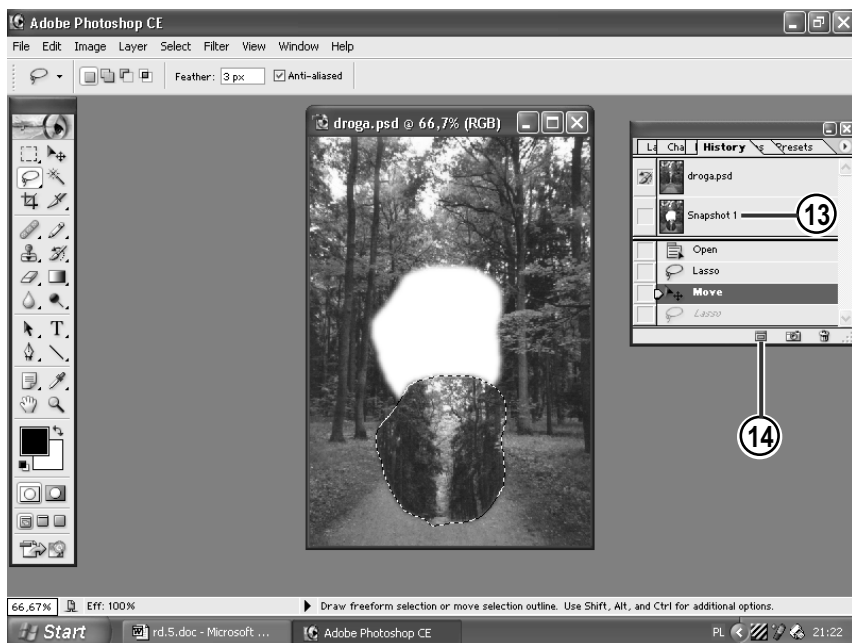 Adobe Photoshop CE
File Edit Image Layer Select Filter View Window Help
Feather: 3 px Anti-aliased
droga.psd @ 66,7% (RGB)
La Cha History s Presets
droga.psd
Snapshot 1
13
Open
Lasso
Move
Lasso
14
T
66,67% Eff: 100% Draw freeform selection or move selection outline. Use Shift, Alt, and Ctrl for additional options.
Start rd.5.doc - Microsoft ... Adobe Photoshop CE PL 21:22